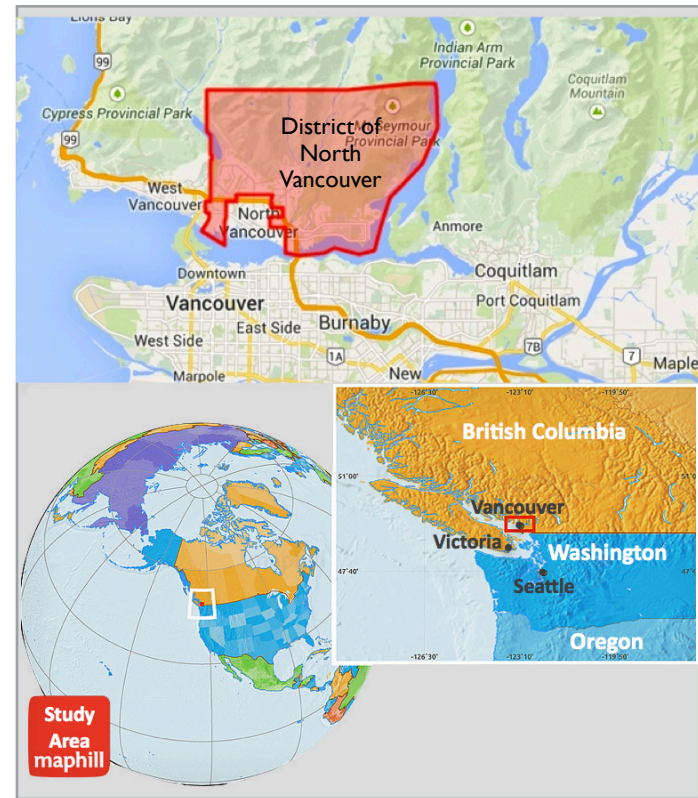 Lions Bay
99
Indian Arm
Provincial Park
Coquitlam
Mountain
Cypress Provincial Park
District of
North
Vancouver
Mt Seymour
Provincial Park
99
West
Vancouver
North
Vancouver
Anmore
Downtown
Coquitlam
Vancouver
Port Coquitlam
East Side
Burnaby
West Side
1A
7B
7
Marpole
New
Maple
-126°30'
-123°10'
-119°50'
British Columbia
51°00'
Vancouver
Victoria
Washington
47°40'
Seattle
Oregon
-126°30'
-123°10'
-119°50'
Study
Area
maphill